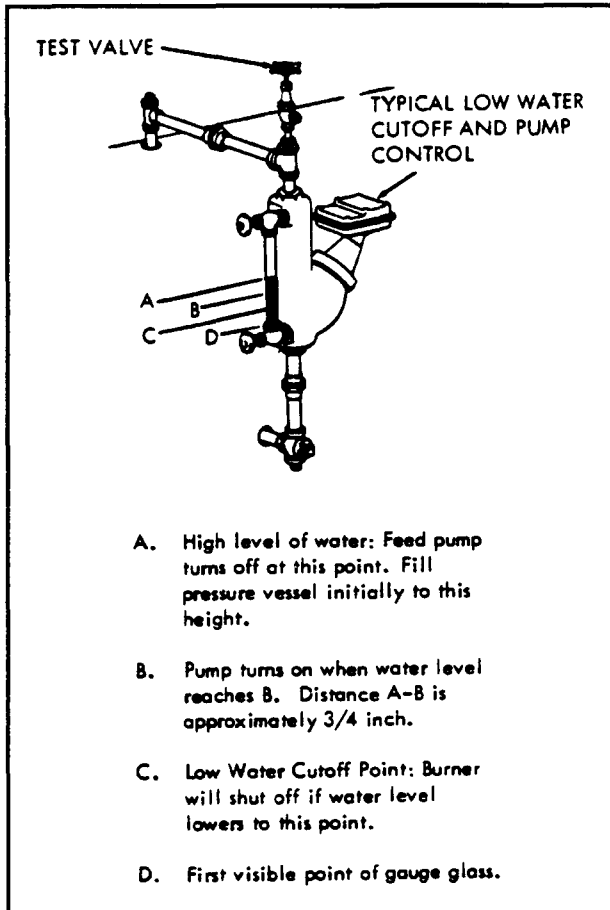 TEST VALVE
TYPICAL LOW WATER
CUTOFF AND PUMP
CONTROL
A
B
C
D
A. High level of water: Feed pump
turns off at this point. Fill
pressure vessel initially to this
height.
B. Pump turns on when water level
reaches B. Distance A-B is
approximately 3/4 inch.
C. Low Water Cutoff Point: Burner
will shut off if water level
lowers to this point.
D. First visible point of gauge glass.